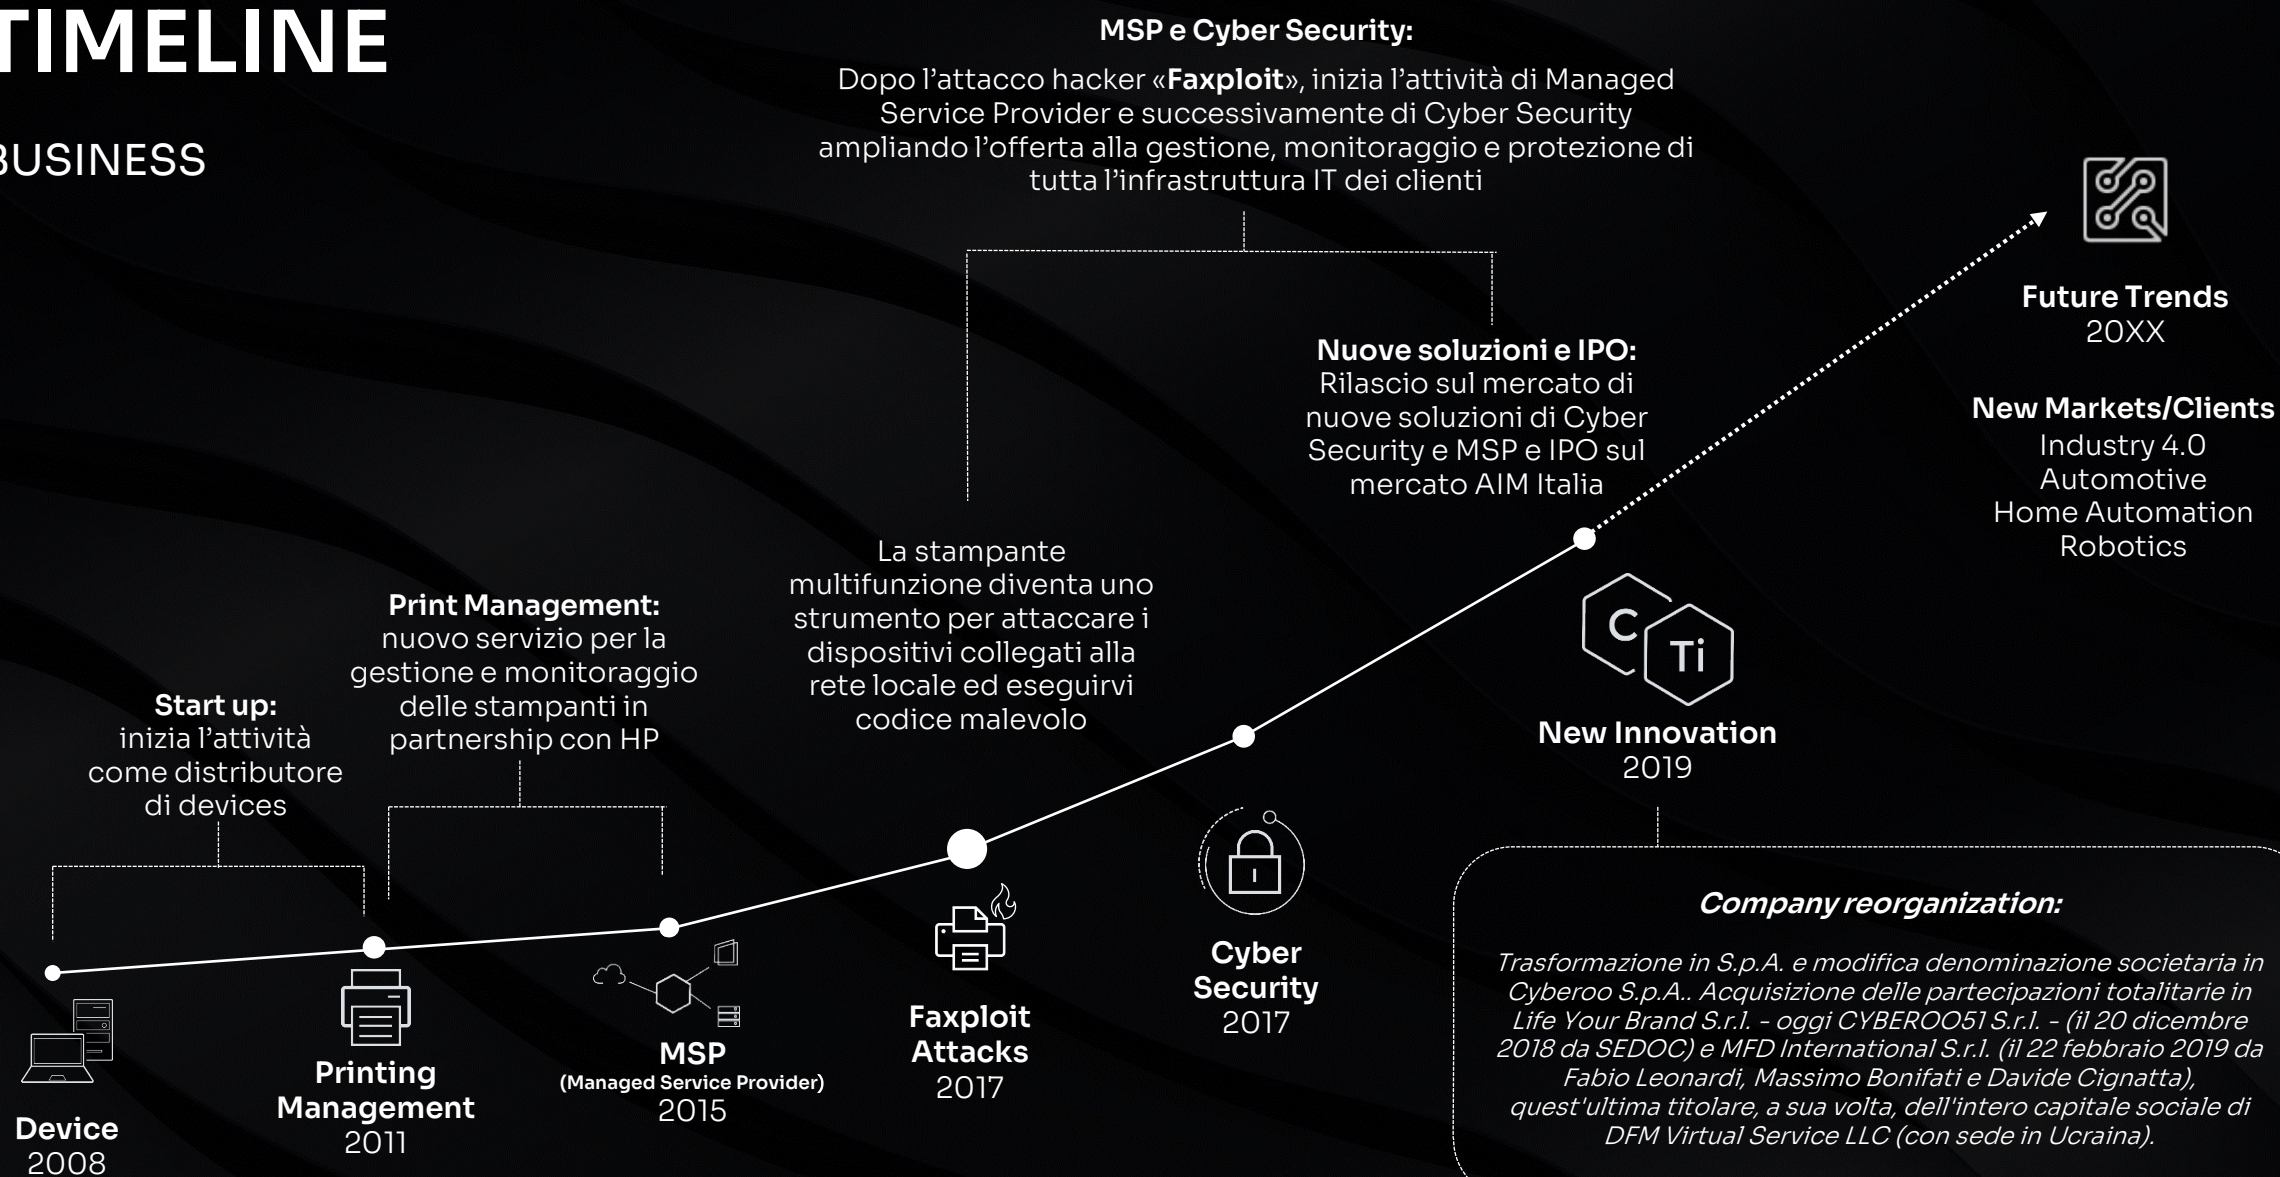 TIMELINE
BUSINESS
MSP e Cyber Security:
Dopo l'attacco hacker «Faxploit», inizia l'attività di Managed
Service Provider e successivamente di Cyber Security
ampliando l'offerta alla gestione, monitoraggio e protezione di
tutta l'infrastruttura IT dei clienti
Future Trends
20XX
New Markets/Clients
Industry 4.0
Automotive
Home Automation
Robotics
Nuove soluzioni e IPO:
Rilascio sul mercato di
nuove soluzioni di Cyber
Security e MSP e IPO sul
mercato AIM Italia
La stampante
multifunzione diventa uno
strumento per attaccare i
dispositivi collegati alla
rete locale ed eseguirvi
codice malevolo
Print Management:
nuovo servizio per la
gestione e monitoraggio
delle stampanti in
partnership con HP
Start up:
inizia l'attività
come distributore
di devices
Device
2008
Printing
Management
2011
MSP
(Managed Service Provider)
2015
Faxploit
Attacks
2017
Cyber
Security
2017
C
Ti
New Innovation
2019
Company reorganization:
Trasformazione in S.p.A. e modifica denominazione societaria in
Cyberoo S.p.A.. Acquisizione delle partecipazioni totalitarie in
Life Your Brand S.r.l. - oggi CYBEROO51 S.r.l. - (il 20 dicembre
2018 da SEDOC) e MFD International S.r.l. (il 22 febbraio 2019 da
Fabio Leonardi, Massimo Bonifati e Davide Cignatta),
quest'ultima titolare, a sua volta, dell'intero capitale sociale di
DFM Virtual Service LLC (con sede in Ucraina).